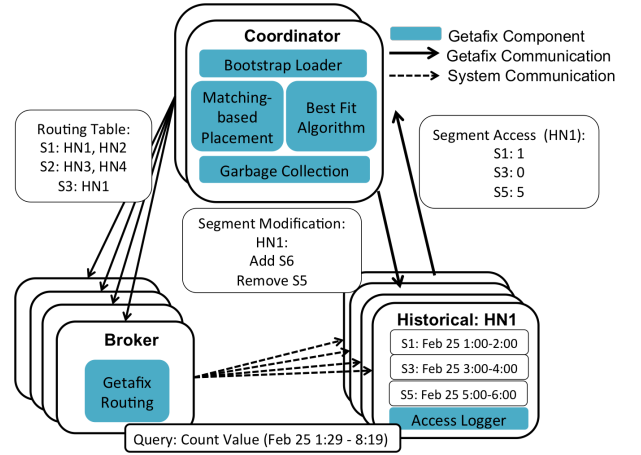 Coordinator
Bootstrap Loader
Matching-
based
Placement
Best Fit
Algorithm
Garbage Collection
Getafix Component
Getafix Communication
System Communication
Routing Table:
S1: HN1, HN2
S2: HN3, HN4
S3: HN1
Segment Access (HN1):
S1: 1
S3: 0
S5: 5
Segment Modification:
HN1:
Add S6
Remove S5
Broker
Getafix
Routing
Historical: HN1
S1: Feb 25 1:00-2:00
S3: Feb 25 3:00-4:00
S5: Feb 25 5:00-6:00
Access Logger
Query: Count Value (Feb 25 1:29 - 8:19)